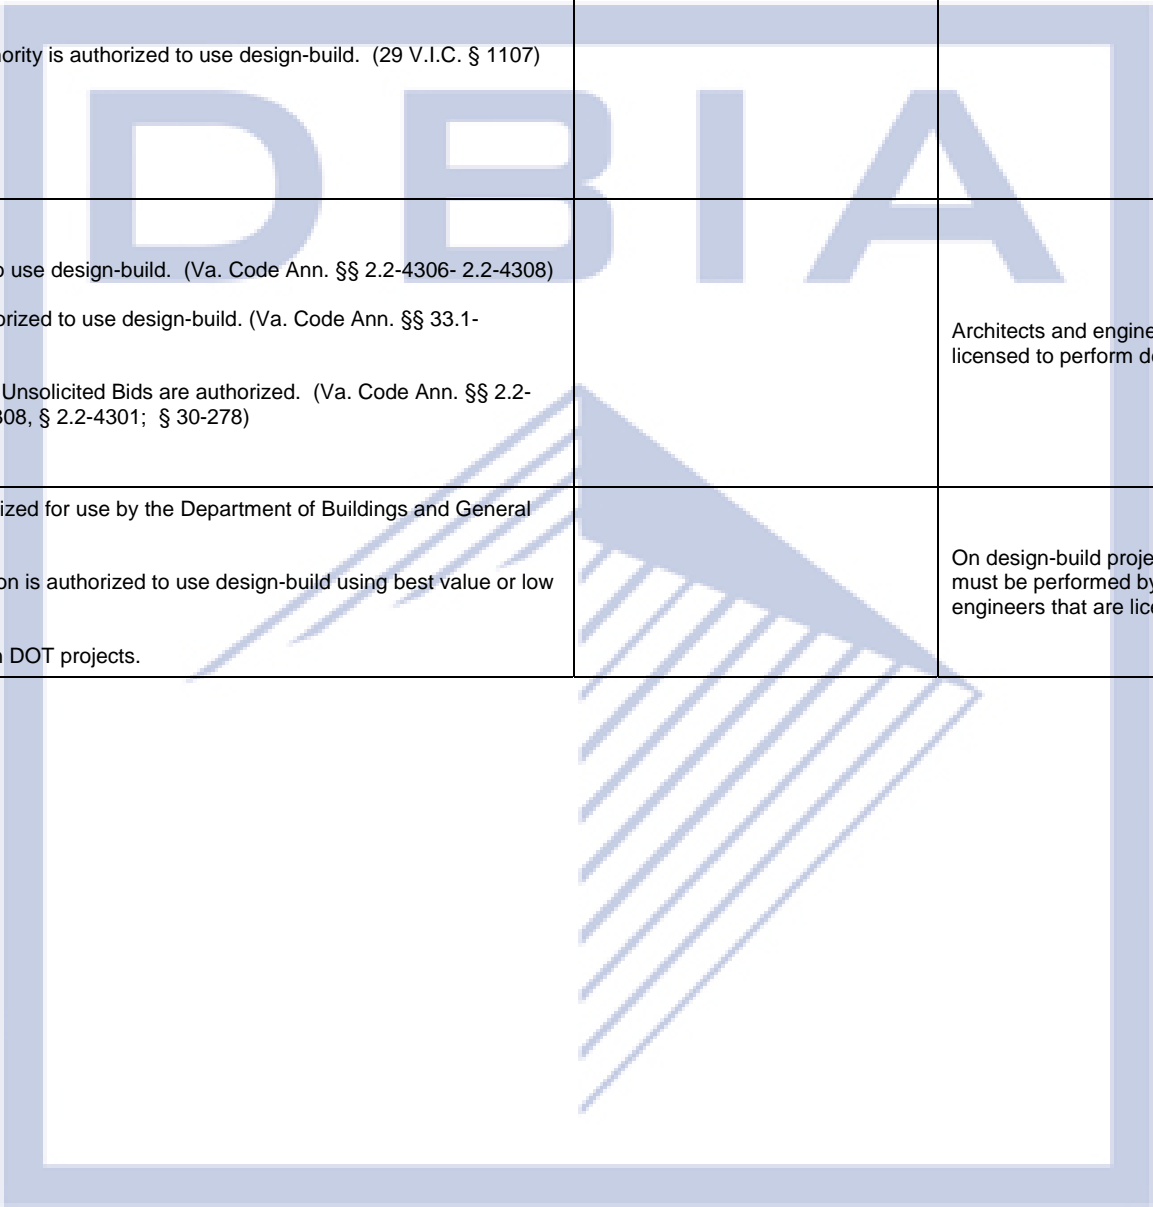 ority is authorized to use design-build. (29 V.I.C. § 1107)
DBIA
o use design-build. (Va. Code Ann. §§ 2.2-4306- 2.2-4308)
orized to use design-build. (Va. Code Ann. §§ 33.1-
Architects and engine
licensed to perform de
Unsolicited Bids are authorized. (Va. Code Ann. §§ 2.2-
308, § 2.2-4301; § 30-278)
ized for use by the Department of Buildings and General
on is authorized to use design-build using best value or low
On design-build proje
must be performed by
engineers that are lice
n DOT projects.